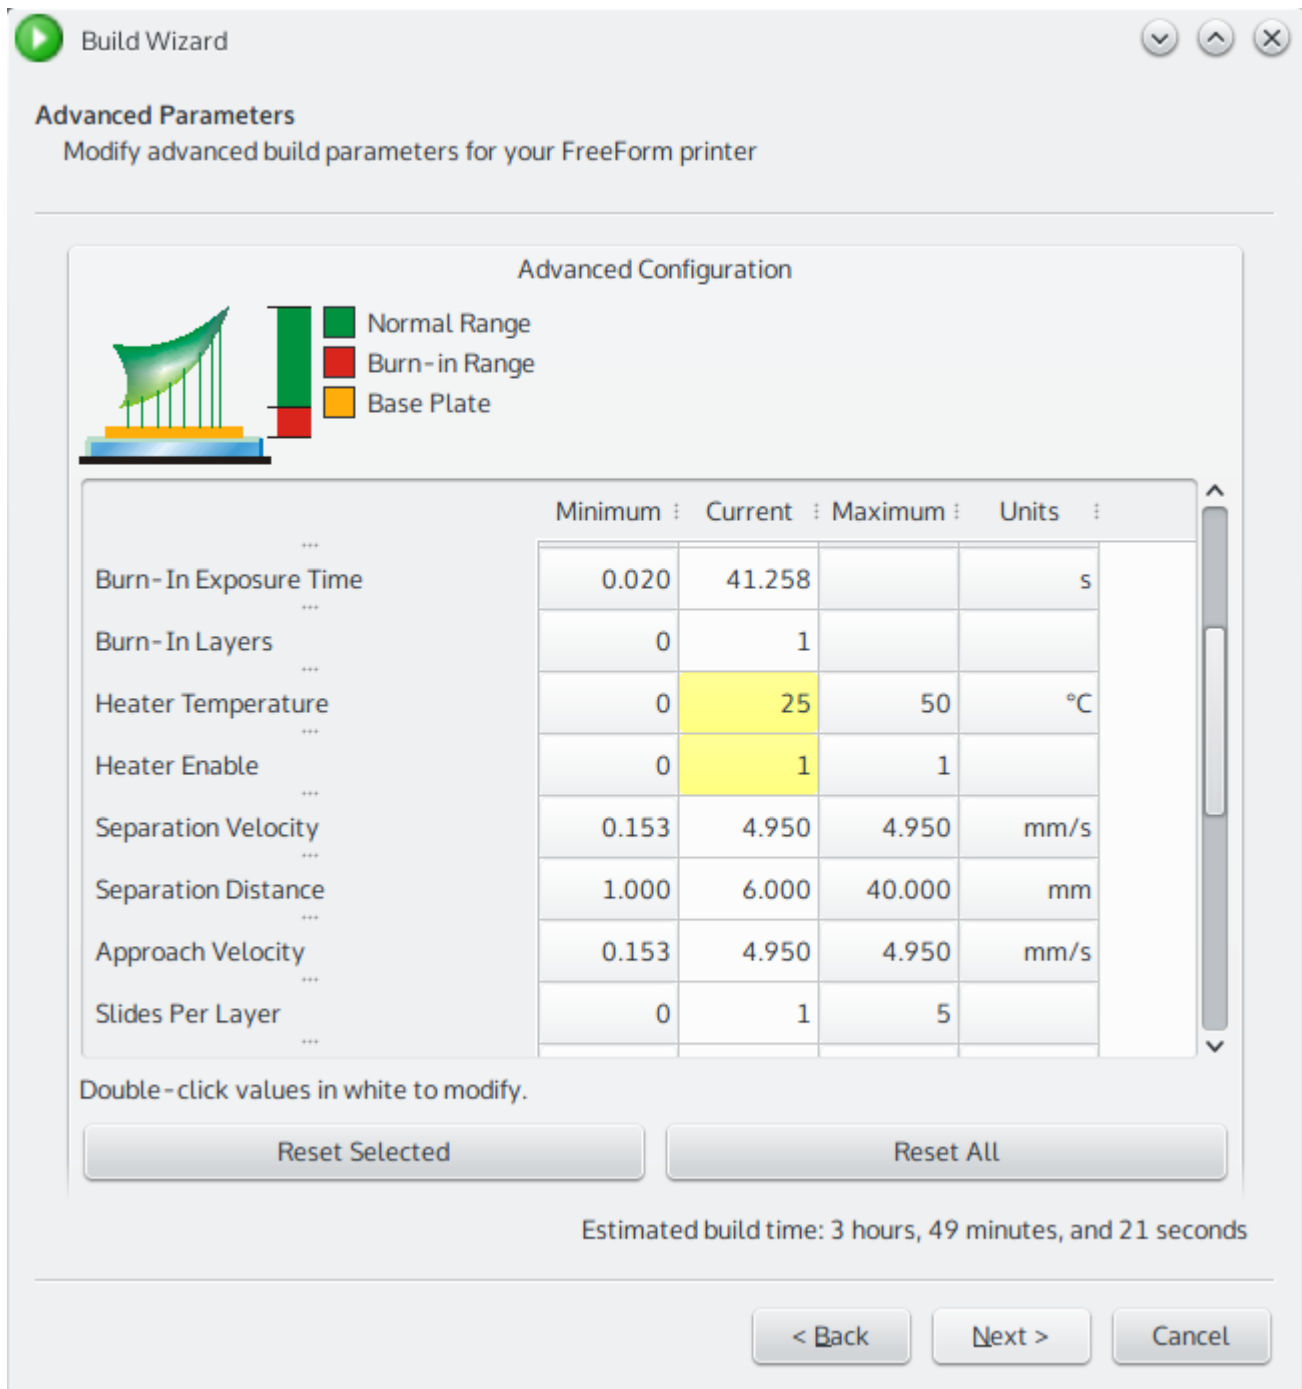 Build Wizard
Advanced Parameters
Modify advanced build parameters for your FreeForm printer
Advanced Configuration
Normal Range
Burn-in Range
Base Plate
Minimum Current Maximum Units
Burn-In Exposure Time 0.020 41.258 s
Burn-In Layers 0 1
Heater Temperature 0 25 50 °C
Heater Enable 0 1 1
Separation Velocity 0.153 4.950 4.950 mm/s
Separation Distance 1.000 6.000 40.000 mm
Approach Velocity 0.153 4.950 4.950 mm/s
Slides Per Layer 0 1 5
Double-click values in white to modify.
Reset Selected Reset All
Estimated build time: 3 hours, 49 minutes, and 21 seconds
< Back Next > Cancel